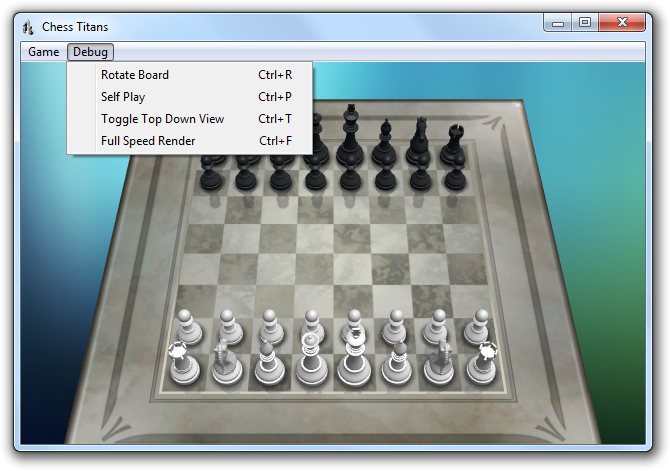 Chess Titans
Game Debug
Rotate Board Ctrl+R
Self Play Ctrl+P
Toggle Top Down View Ctrl+T
Full Speed Render Ctrl+F